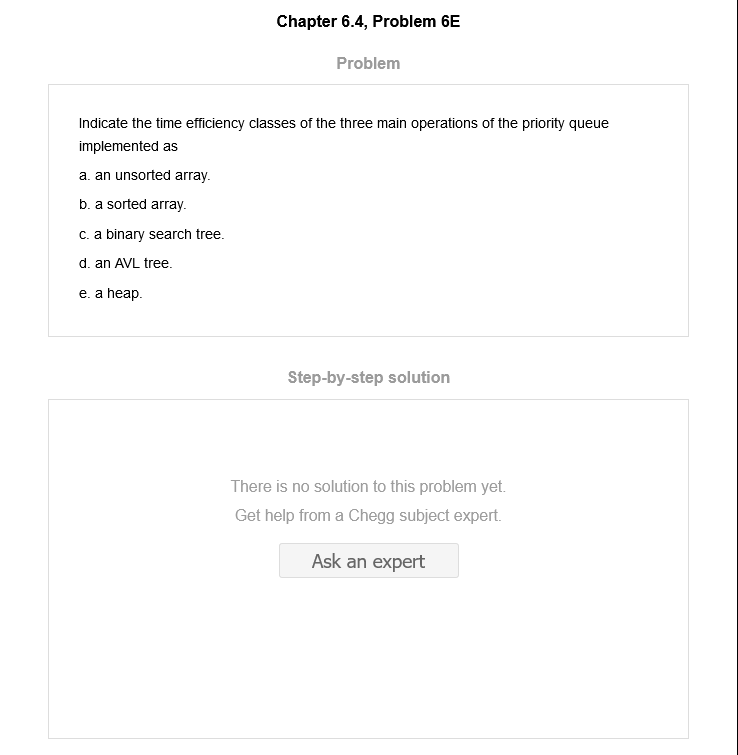 Chapter 6.4, Problem 6E
Problem
Indicate the time efficiency classes of the three main operations of the priority queue
implemented as
a. an unsorted array.
b. a sorted array.
c. a binary search tree.
d. an AVL tree.
e. a heap.
Step-by-step solution
There is no solution to this problem yet.
Get help from a Chegg subject expert.
Ask an expert